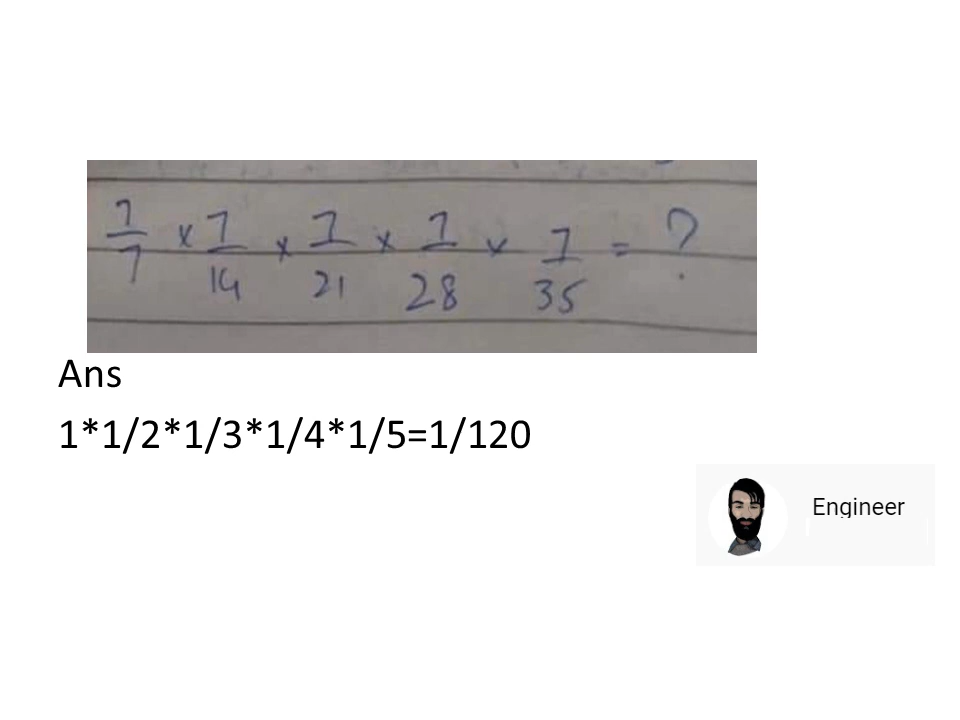 7/7 × 7/14 × 7/21 × 7/28 × 7/35 = ?
Ans
1*1/2*1/3*1/4*1/5=1/120
Engineer